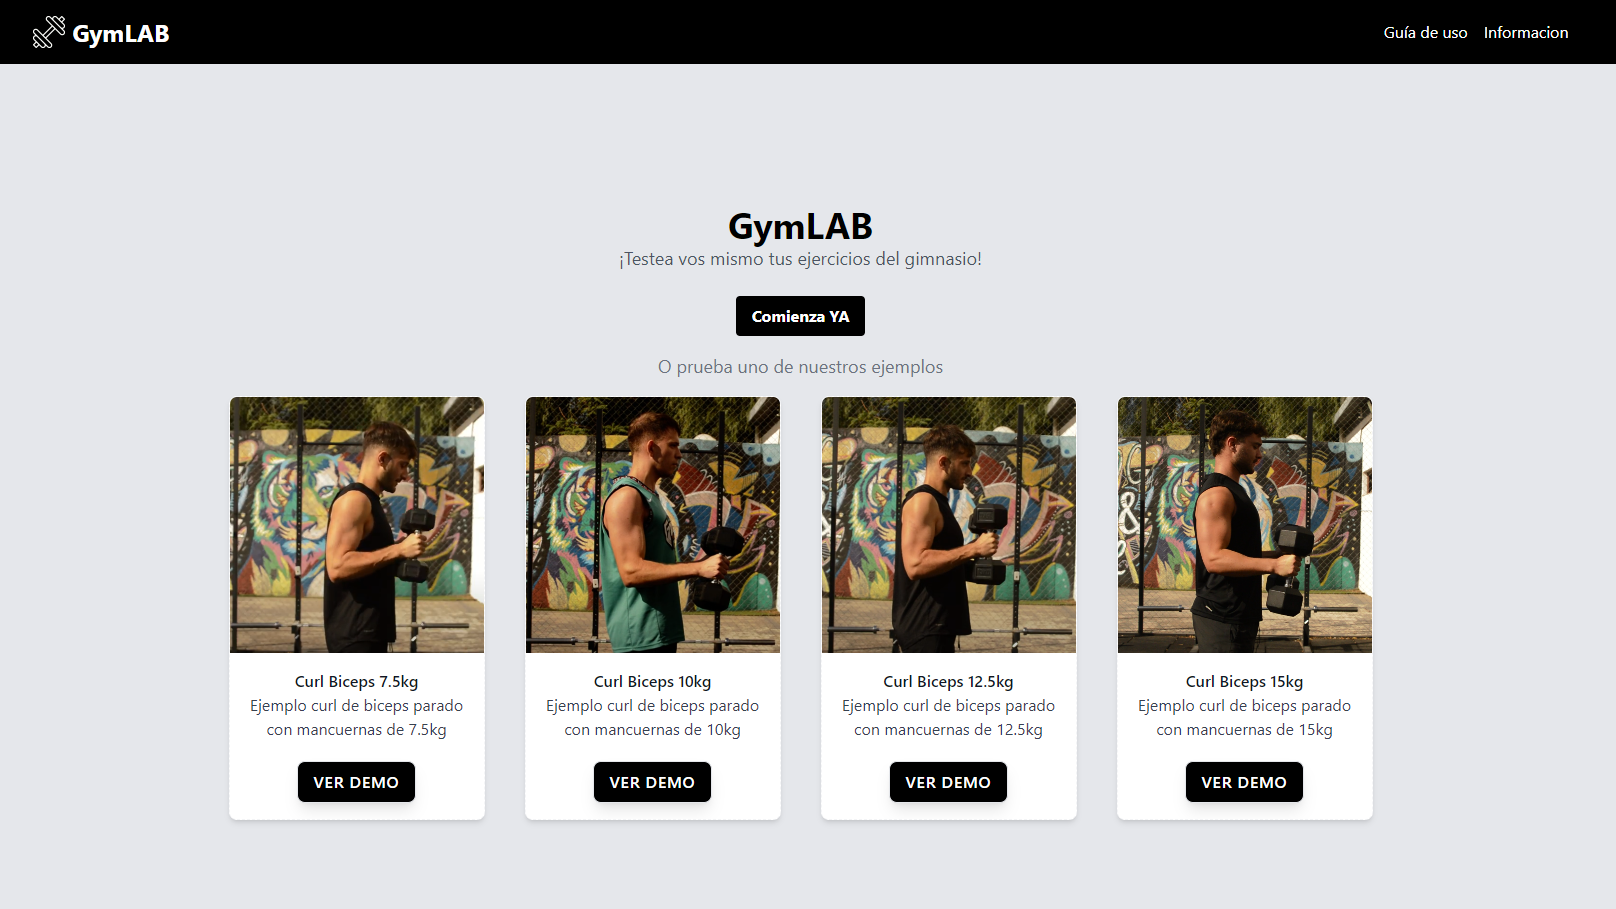 GymLAB
Guía de uso
Informacion
GymLAB
¡Testea vos mismo tus ejercicios del gimnasio!
Comienza YA
O prueba uno de nuestros ejemplos
Curl Biceps 7.5kg
Ejemplo curl de biceps parado
con mancuernas de 7.5kg
VER DEMO
Curl Biceps 10kg
Ejemplo curl de biceps parado
con mancuernas de 10kg
VER DEMO
Curl Biceps 12.5kg
Ejemplo curl de biceps parado
con mancuernas de 12.5kg
VER DEMO
Curl Biceps 15kg
Ejemplo curl de biceps parado
con mancuernas de 15kg
VER DEMO